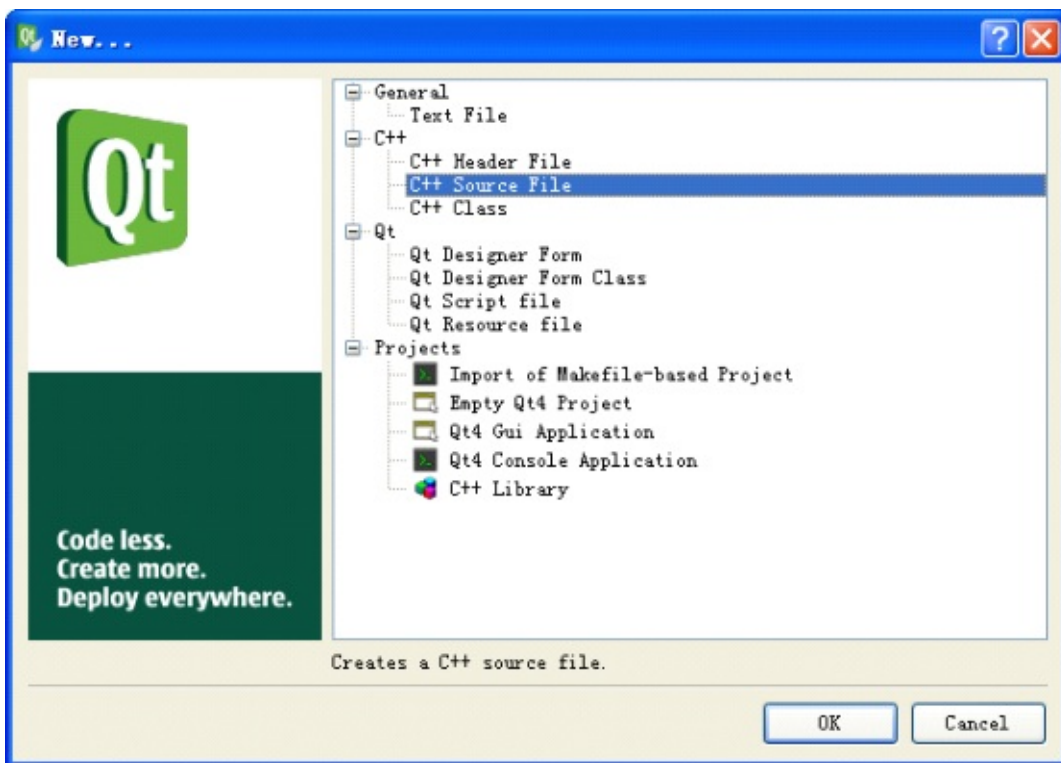 New...
Qt
General
Text File
C++
C++ Header File
C++ Source File
C++ Class
Qt
Qt Designer Form
Qt Designer Form Class
Qt Script file
Qt Resource file
Projects
Import of Makefile-based Project
Empty Qt4 Project
Qt4 Gui Application
Qt4 Console Application
C++ Library
Code less.
Create more.
Deploy everywhere.
Creates a C++ source file.
OK Cancel